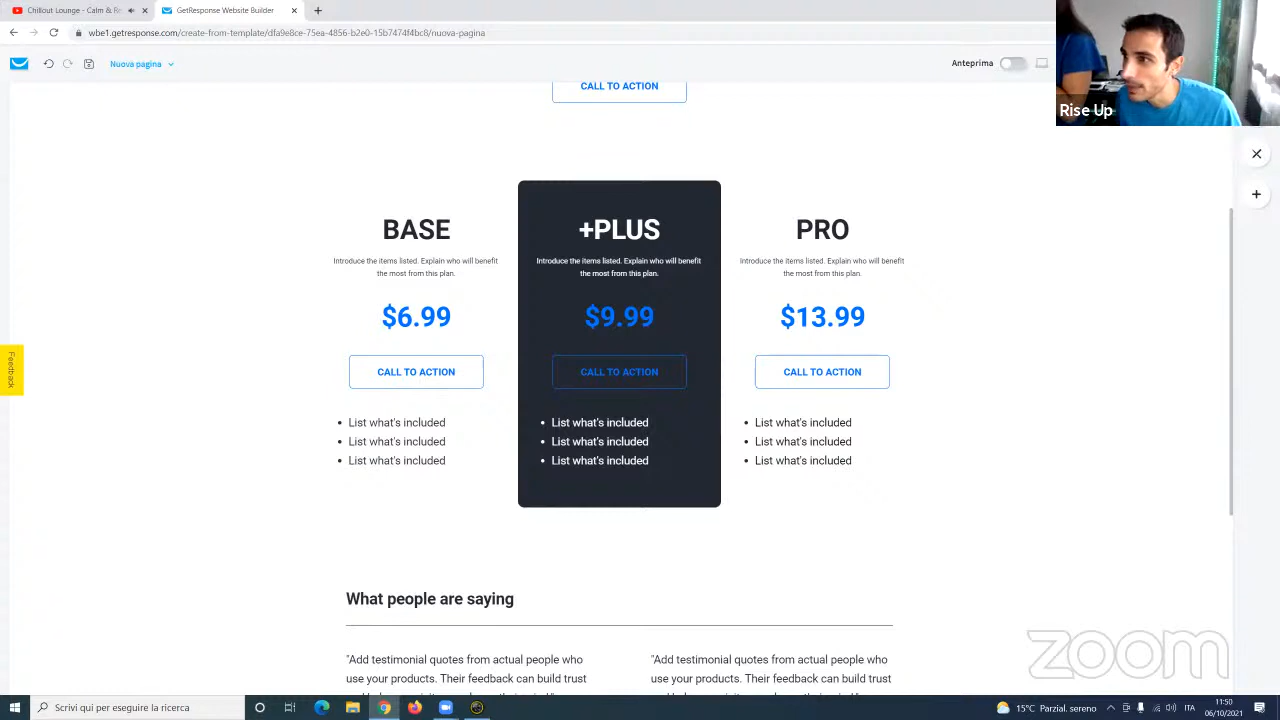 Chillout Lounge - Calm & Re
GetResponse Website Builder
wbe1.getresponse.com/create-from-template/dfa9e8ce-75ea-4856-b2e0-15b7474f4bc8/nuova-pagina
Nuova pagina
Anteprima
Rise Up
CALL TO ACTION
BASE
Introduce the items listed. Explain who will benefit
the most from this plan.
$6.99
CALL TO ACTION
• List what's included
• List what's included
• List what's included
+PLUS
Introduce the items listed. Explain who will benefit
the most from this plan.
$9.99
CALL TO ACTION
• List what's included
• List what's included
• List what's included
PRO
Introduce the items listed. Explain who will benefit
the most from this plan.
$13.99
CALL TO ACTION
• List what's included
• List what's included
• List what's included
Feedback
What people are saying
"Add testimonial quotes from actual people who
use your products. Their feedback can build trust
"Add testimonial quotes from actual people who
use your products. Their feedback can build trust
zoom
Scrivi qui per eseguire la ricerca
15°C Parzial. sereno
ITA
11:50
06/10/2021